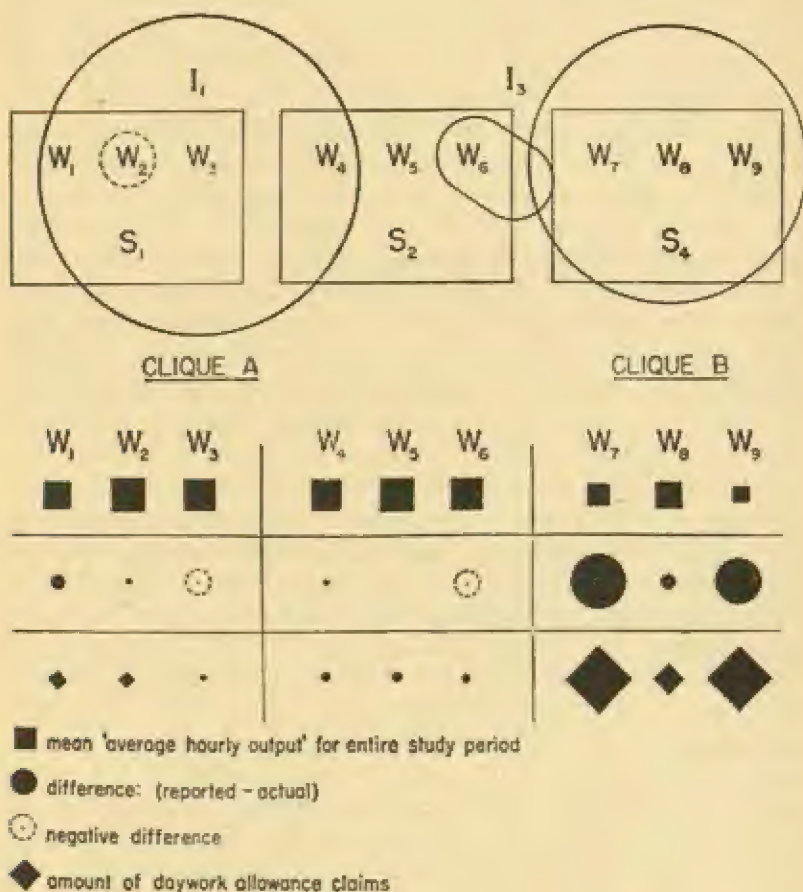 I₁ I₃
W₁ W₂ W₃ W₄ W₅ W₆ W₇ W₈ W₉
S₁ S₂ S₄
CLIQUE A CLIQUE B
W₁ W₂ W₃ W₄ W₅ W₆ W₇ W₈ W₉
mean 'average hourly output' for entire study period
difference: (reported - actual)
negative difference
amount of daywork allowance claims